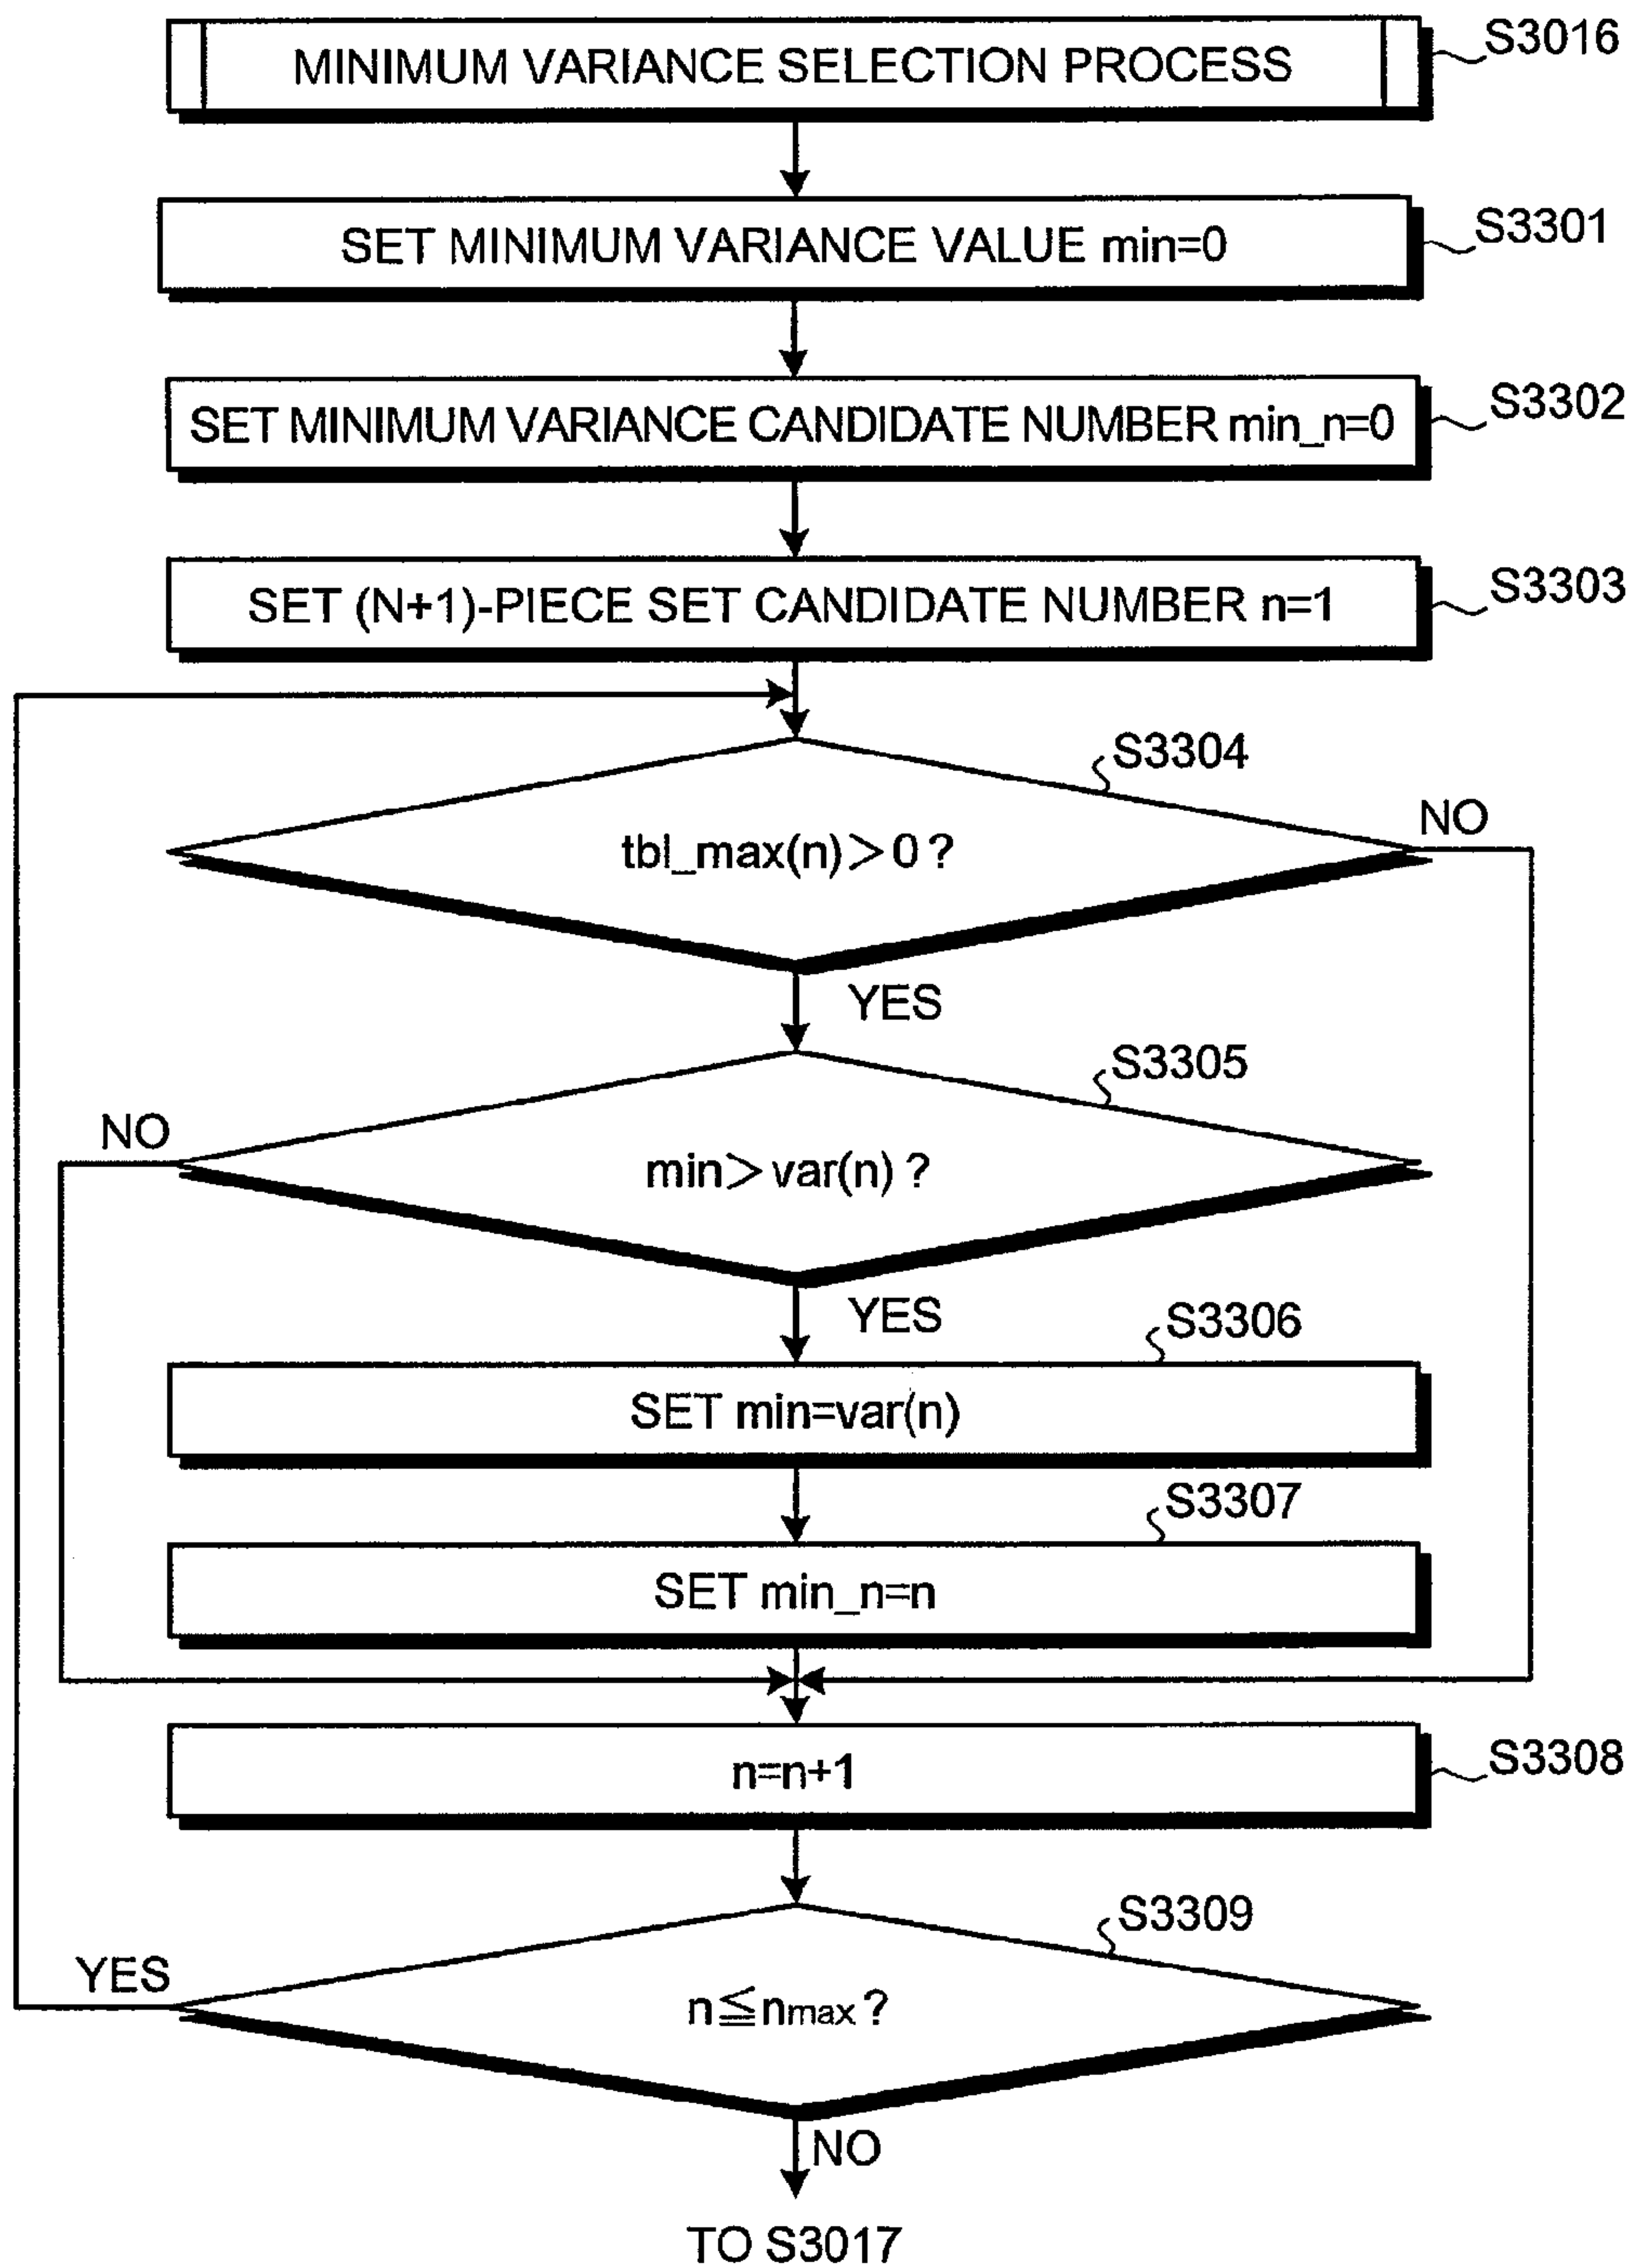 MINIMUM VARIANCE SELECTION PROCESS
S3016
SET MINIMUM VARIANCE VALUE min=0
S3301
SET MINIMUM VARIANCE CANDIDATE NUMBER min_n=0
S3302
SET (N+1)-PIECE SET CANDIDATE NUMBER n=1
S3303
S3304
tbl_max(n)>0?
NO
YES
S3305
NO
min>var(n)?
YES
S3306
SET min=var(n)
S3307
SET min_n=n
n=n+1
S3308
S3309
YES
n≦nmax?
NO
TO S3017